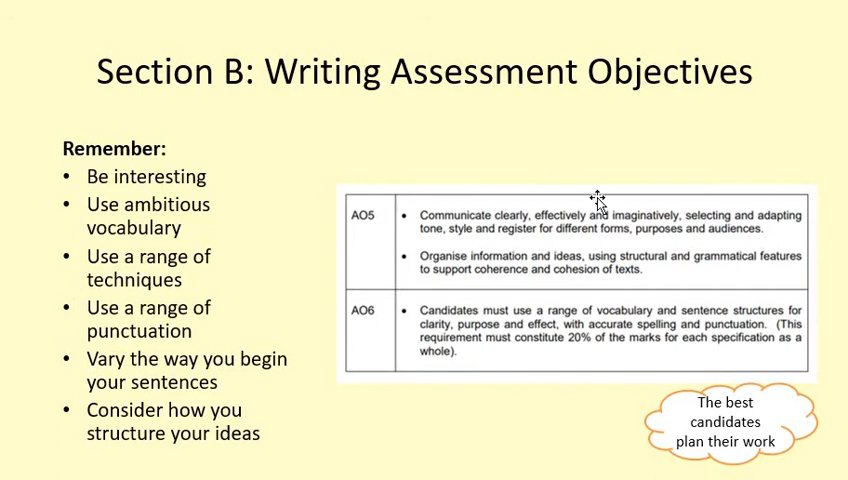 Section B: Writing Assessment Objectives
Remember:
• Be interesting
• Use ambitious
vocabulary
• Use a range of
techniques
• Use a range of
punctuation
• Vary the way you begin
your sentences
• Consider how you
structure your ideas
AO5
• Communicate clearly, effectively and imaginatively, selecting and adapting
tone, style and register for different forms, purposes and audiences.
• Organise information and ideas, using structural and grammatical features
to support coherence and cohesion of texts.
AO6
• Candidates must use a range of vocabulary and sentence structures for
clarity, purpose and effect, with accurate spelling and punctuation. (This
requirement must constitute 20% of the marks for each specification as a
whole).
The best
candidates
plan their work